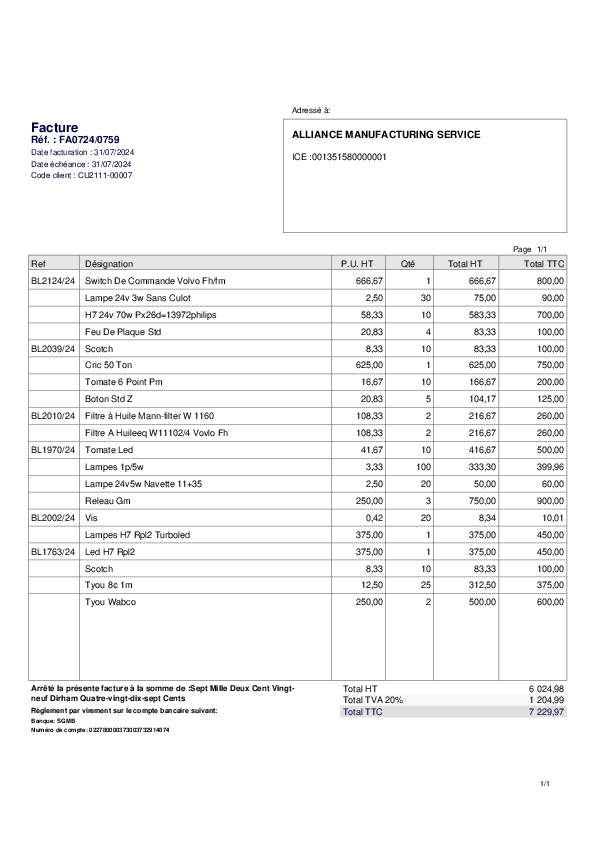 Adressé à:
Facture
Réf. : FA0724/0759
Date facturation : 31/07/2024
Date échéance : 31/07/2024
Code client : CU2111-00007
ALLIANCE MANUFACTURING SERVICE
ICE :001351580000001
Page 1/1
Ref Désignation P.U. HT Qté Total HT Total TTC
BL2124/24 Switch De Commande Volvo Fh/fm 666,67 1 666,67 800,00
Lampe 24v 3w Sans Culot 2,50 30 75,00 90,00
H7 24v 70w Px26d=13972philips 58,33 10 583,33 700,00
Feu De Plaque Std 20,83 4 83,33 100,00
BL2039/24 Scotch 8,33 10 83,33 100,00
Cric 50 Ton 625,00 1 625,00 750,00
Tomate 6 Point Pm 16,67 10 166,67 200,00
Boton Std Z 20,83 5 104,17 125,00
BL2010/24 Filtre à Huile Mann-filter W 1160 108,33 2 216,67 260,00
Filtre A Huileeq W11102/4 Vovlo Fh 108,33 2 216,67 260,00
BL1970/24 Tomate Led 41,67 10 416,67 500,00
Lampes 1p/5w 3,33 100 333,30 399,96
Lampe 24v5w Navette 11+35 2,50 20 50,00 60,00
Releau Gm 250,00 3 750,00 900,00
BL2002/24 Vis 0,42 20 8,34 10,01
Lampes H7 Rpl2 Turboled 375,00 1 375,00 450,00
BL1763/24 Led H7 Rpl2 375,00 1 375,00 450,00
Scotch 8,33 10 83,33 100,00
Tyou 8¢ 1m 12,50 25 312,50 375,00
Tyou Wabco 250,00 2 500,00 600,00
Arrêté la présente facture à la somme de :Sept Mille Deux Cent Vingt-
neuf Dirham Quatre-vingt-dix-sept Cents
Règlement par virement sur le compte bancaire suivant:
Banque: SGMB
Numéro de compte: 022780000373003732914874
Total HT 6 024,98
Total TVA 20% 1 204,99
Total TTC 7 229,97
1/1